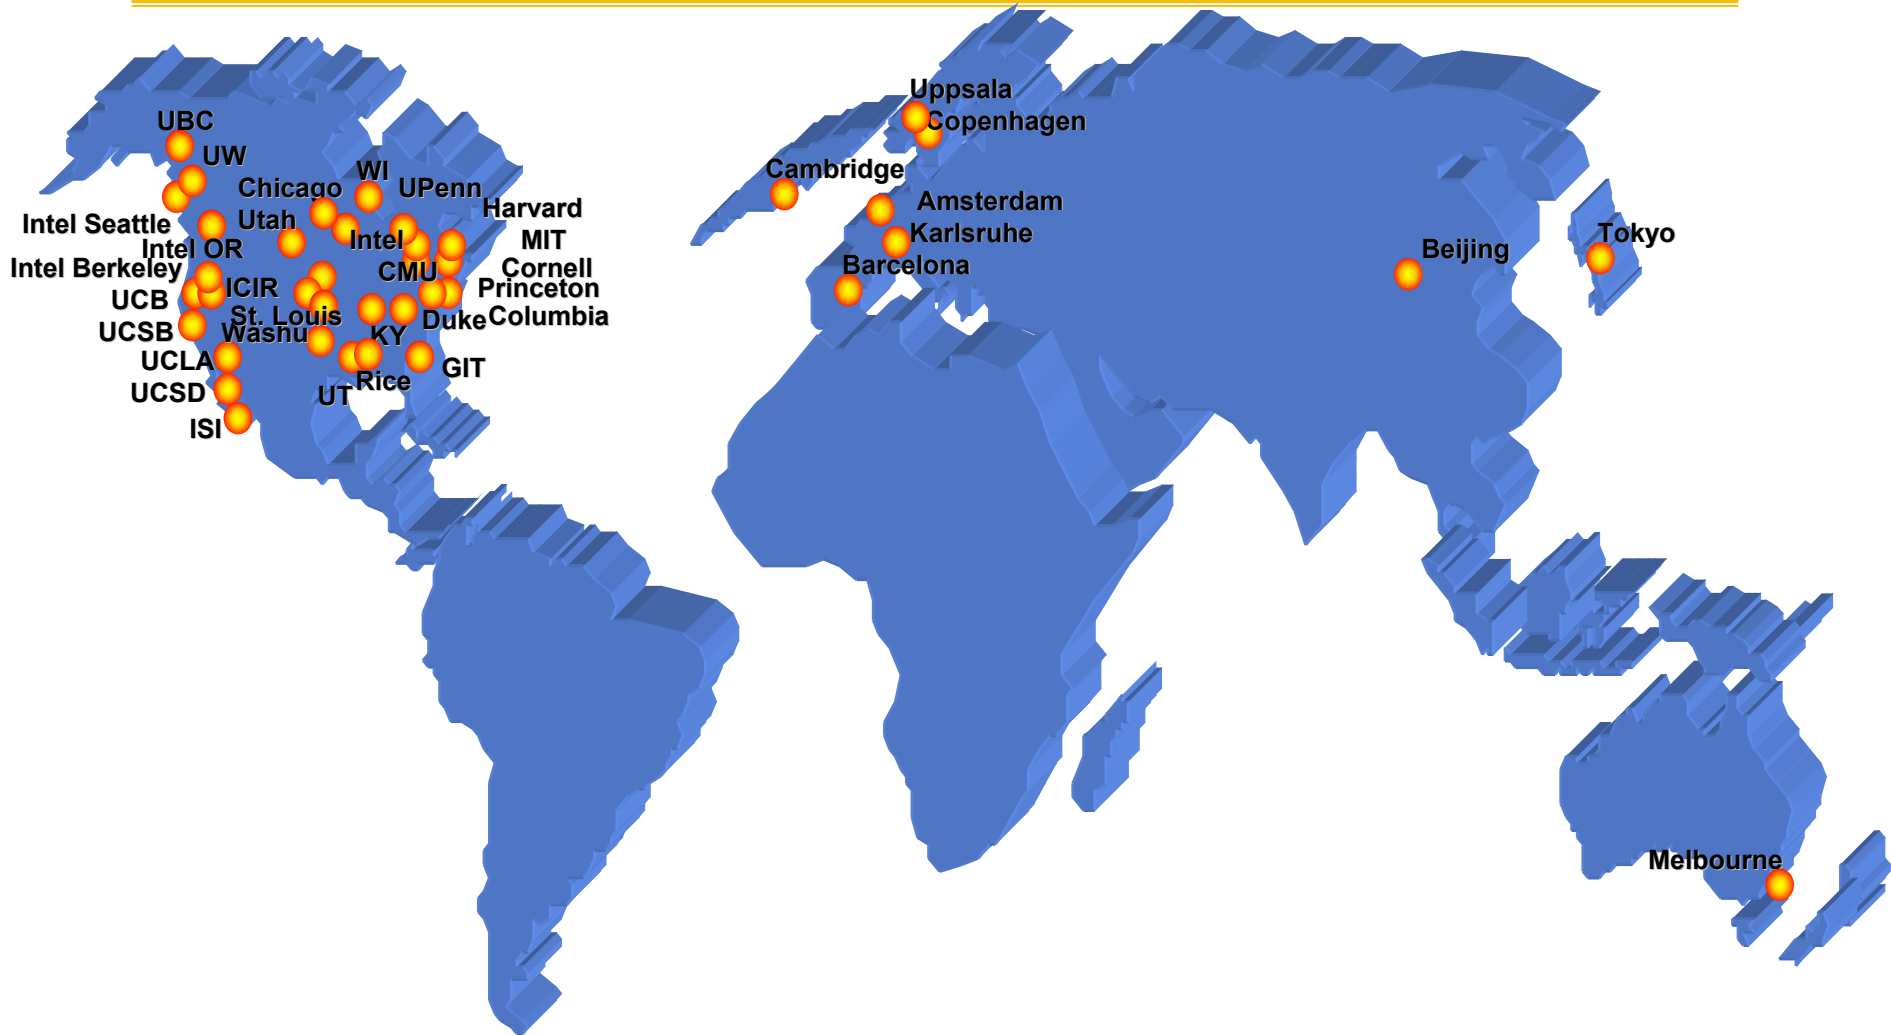 Uppsala
UBC
Copenhagen
UW
WI
Cambridge
Chicago
UPenn
Amsterdam
Harvard
Intel Seattle
Utah
Karlsruhe
Tokyo
Intel
MIT
Intel OR
Beijing
Barcelona
Intel Berkeley
CMU
Cornell
ICIR
Princeton
UCB
St. Louis
Columbia
Duke
UCSB
Washu
KY
UCLA
GIT
Rice
UCSD
UT
ISI
Melbourne